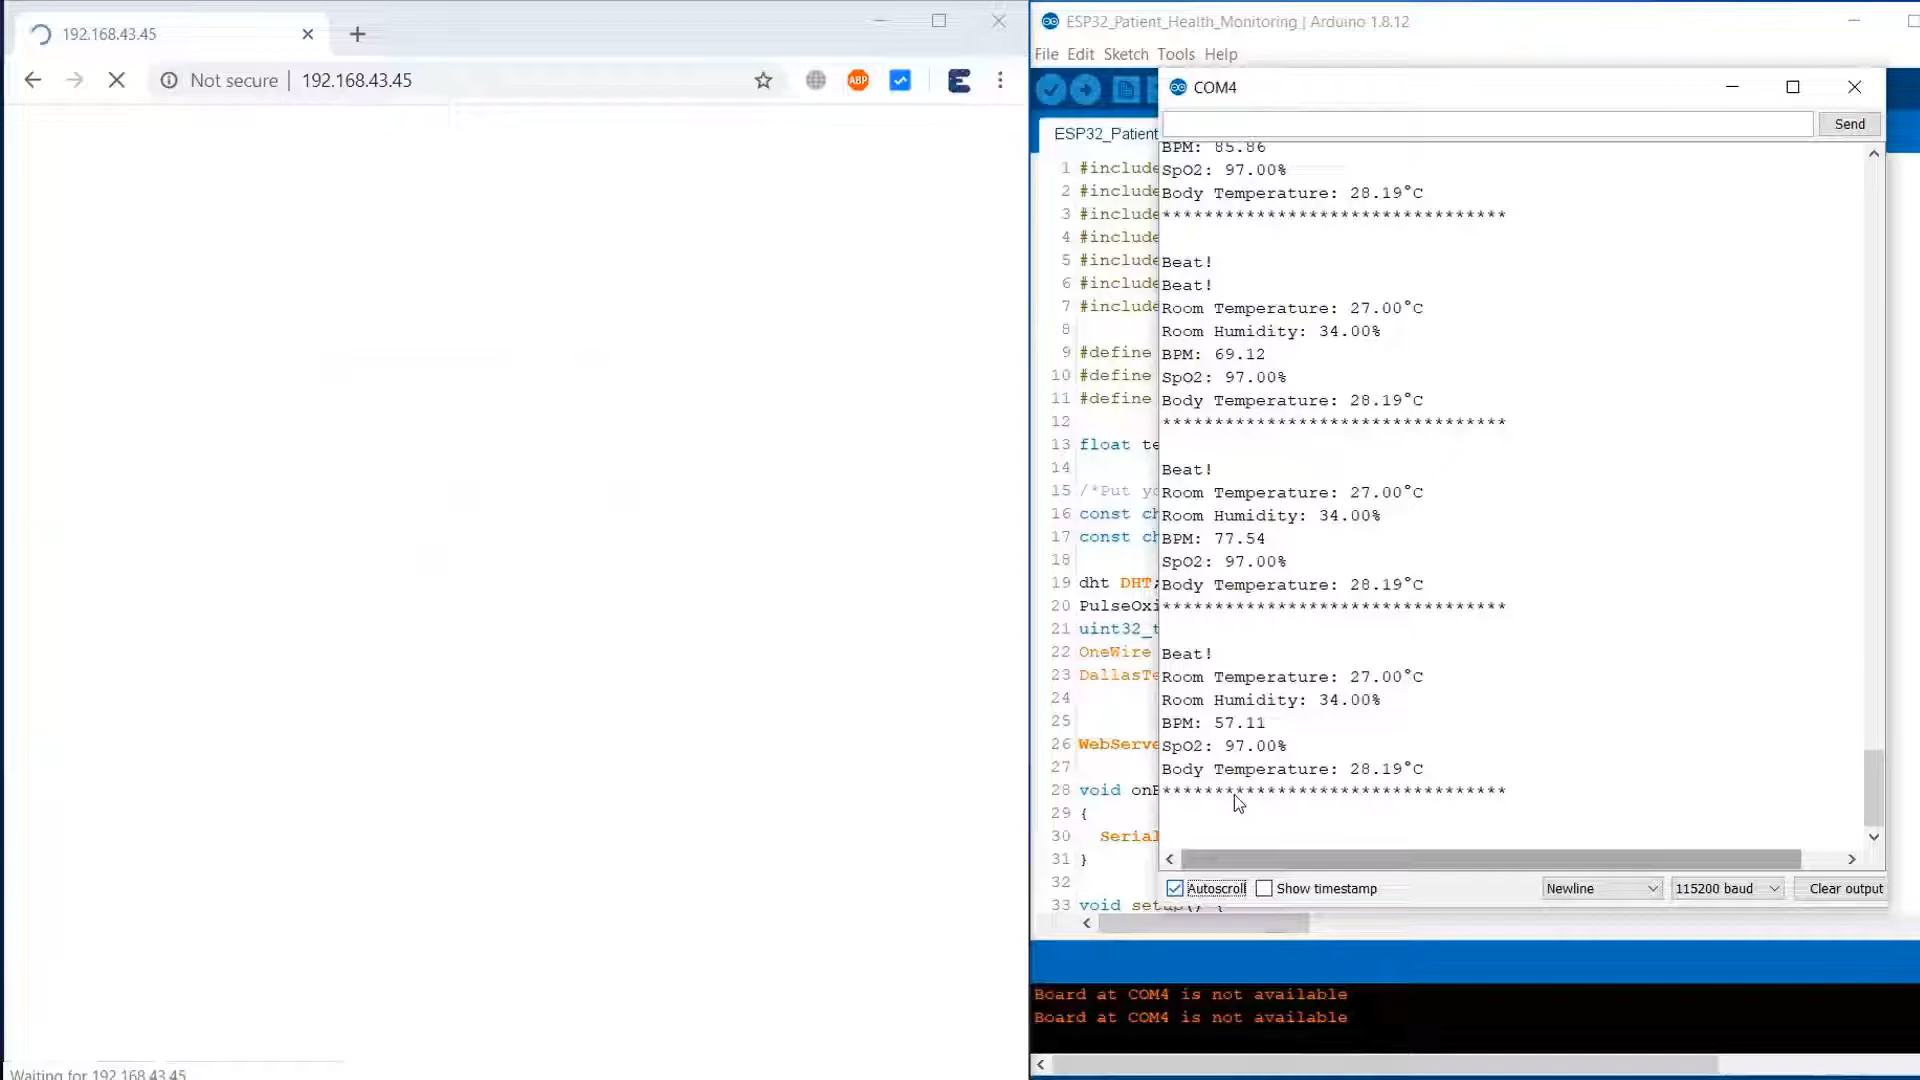 192.168.43.45
Not secure | 192.168.43.45
ABP
Waiting for 192.168.43.45
ESP32_Patient_Health_Monitoring | Arduino 1.8.12
File Edit Sketch Tools Help
COM4
Send
ESP32_Patient
1 #include
2 #include
3 #include
4 #include
5 #include
6 #include
7 #include
8
9 #define
10 #define
11 #define
12
13 float te
14
15 /*Put yo
16 const ch
17 const ch
18
19 dht DHT;
20 PulseOxi
21 uint32_t
22 OneWire
23 DallasTe
24
25
26 WebServe
27
28 void onB
29 {
30 Serial
31 }
32
33 void setup() {
BPM: 85.86
SpO2: 97.00%
Body Temperature: 28.19°C
*********************************
Beat!
Beat!
Room Temperature: 27.00°C
Room Humidity: 34.00%
BPM: 69.12
SpO2: 97.00%
Body Temperature: 28.19°C
*********************************
Beat!
Room Temperature: 27.00°C
Room Humidity: 34.00%
BPM: 77.54
SpO2: 97.00%
Body Temperature: 28.19°C
*********************************
Beat!
Room Temperature: 27.00°C
Room Humidity: 34.00%
BPM: 57.11
SpO2: 97.00%
Body Temperature: 28.19°C
*********************************
Autoscroll Show timestamp Newline 115200 baud Clear output
Board at COM4 is not available
Board at COM4 is not available